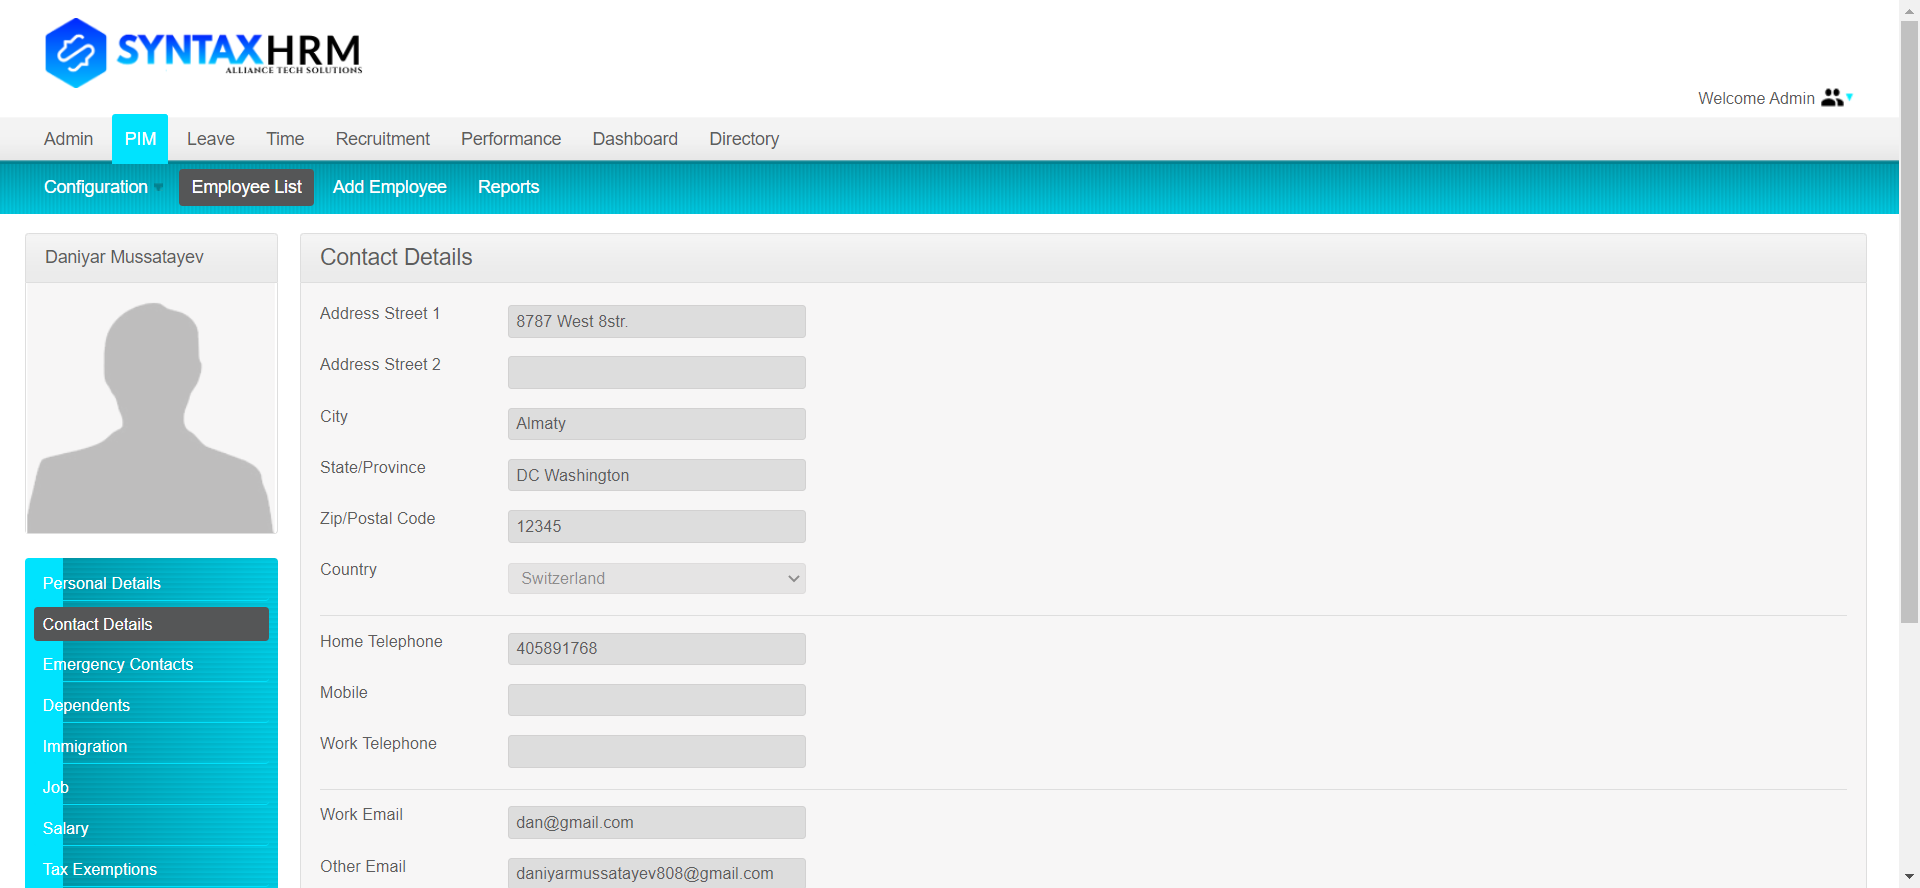 SYNTAXHRM
ALLIANCE TECH SOLUTIONS
Welcome Admin
Admin PIM Leave Time Recruitment Performance Dashboard Directory
Configuration Employee List Add Employee Reports
Daniyar Mussatayev
Contact Details
Address Street 1 8787 West 8str.
Address Street 2
City Almaty
State/Province DC Washington
Zip/Postal Code 12345
Country Switzerland
Home Telephone 405891768
Mobile
Work Telephone
Work Email dan@gmail.com
Other Email daniyarmussatayev808@gmail.com
Personal Details
Contact Details
Emergency Contacts
Dependents
Immigration
Job
Salary
Tax Exemptions